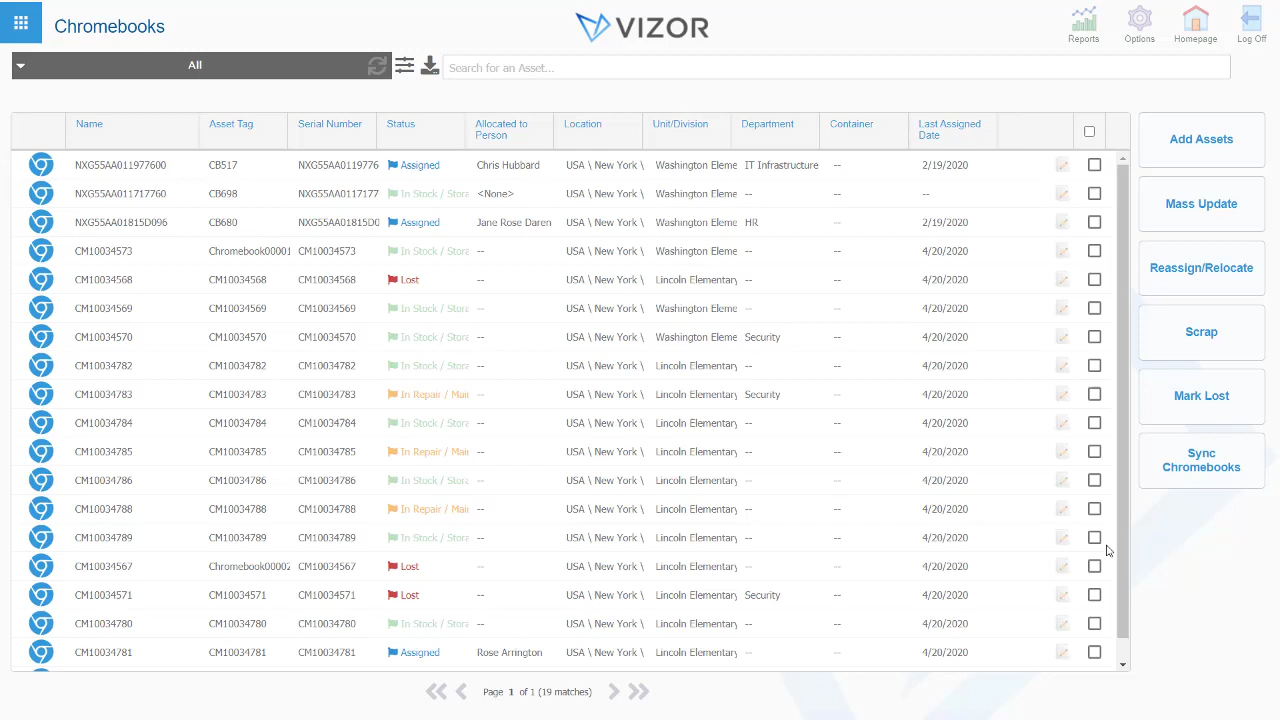 Chromebooks
VIZOR
Reports
Options
Homepage
Log Off
All
Search for an Asset...
Name Asset Tag Serial Number Status Allocated to Person Location Unit/Division Department Container Last Assigned Date
NXG55AA011977600 CB517 NXG55AA0119776 Assigned Chris Hubbard USA \ New York \ Washington Eleme IT Infrastructure -- 2/19/2020
NXG55AA011717760 CB698 NXG55AA0117177 In Stock / Stora <None> USA \ New York \ Washington Eleme -- -- --
NXG55AA01815D096 CB680 NXG55AA01815D0 Assigned Jane Rose Daren USA \ New York \ Washington Eleme HR -- 2/19/2020
CM10034573 Chromebook00001 CM10034573 In Stock / Stora -- USA \ New York \ Washington Eleme -- -- 4/20/2020
CM10034568 CM10034568 CM10034568 Lost -- USA \ New York \ Lincoln Elementary -- -- 4/20/2020
CM10034569 CM10034569 CM10034569 In Stock / Stora -- USA \ New York \ Washington Eleme -- -- 4/20/2020
CM10034570 CM10034570 CM10034570 In Stock / Stora -- USA \ New York \ Washington Eleme Security -- 4/20/2020
CM10034782 CM10034782 CM10034782 In Stock / Stora -- USA \ New York \ Lincoln Elementary -- -- 4/20/2020
CM10034783 CM10034783 CM10034783 In Repair / Mai -- USA \ New York \ Lincoln Elementary Security -- 4/20/2020
CM10034784 CM10034784 CM10034784 In Stock / Stora -- USA \ New York \ Lincoln Elementary -- -- 4/20/2020
CM10034785 CM10034785 CM10034785 In Repair / Mai -- USA \ New York \ Lincoln Elementary -- -- 4/20/2020
CM10034786 CM10034786 CM10034786 In Stock / Stora -- USA \ New York \ Lincoln Elementary -- -- 4/20/2020
CM10034788 CM10034788 CM10034788 In Repair / Mai -- USA \ New York \ Lincoln Elementary -- -- 4/20/2020
CM10034789 CM10034789 CM10034789 In Stock / Stora -- USA \ New York \ Lincoln Elementary -- -- 4/20/2020
CM10034567 Chromebook00002 CM10034567 Lost -- USA \ New York \ Lincoln Elementary -- -- 4/20/2020
CM10034571 CM10034571 CM10034571 Lost -- USA \ New York \ Lincoln Elementary Security -- 4/20/2020
CM10034780 CM10034780 CM10034780 In Stock / Stora -- USA \ New York \ Lincoln Elementary -- -- 4/20/2020
CM10034781 CM10034781 CM10034781 Assigned Rose Arrington USA \ New York \ Lincoln Elementary -- -- 4/20/2020
Page 1 of 1 (19 matches)
Add Assets
Mass Update
Reassign/Relocate
Scrap
Mark Lost
Sync
Chromebooks